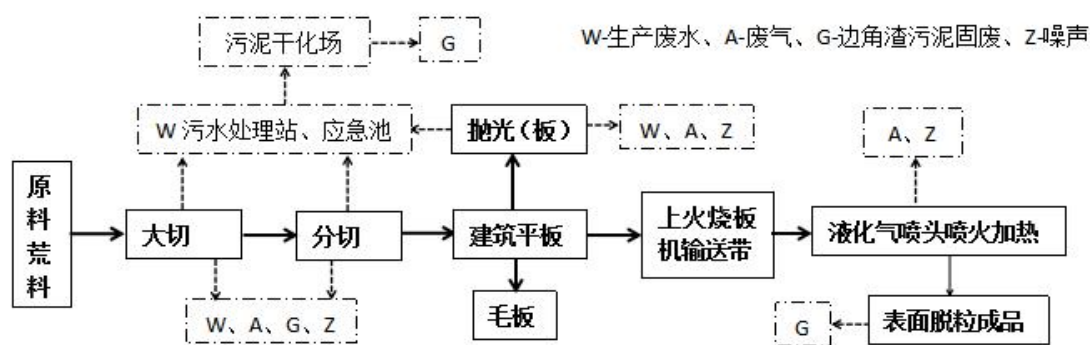 污泥干化场
G
W-生产废水、A-废气、G-边角渣污泥固废、Z-噪声
W 污水处理站、应急池
抛光（板）
W、A、Z
A、Z
原
料
荒
料
大切
分切
建筑平板
上火烧板
机输送带
液化气喷头喷火加热
W、A、G、Z
毛板
G
表面脱粒成品